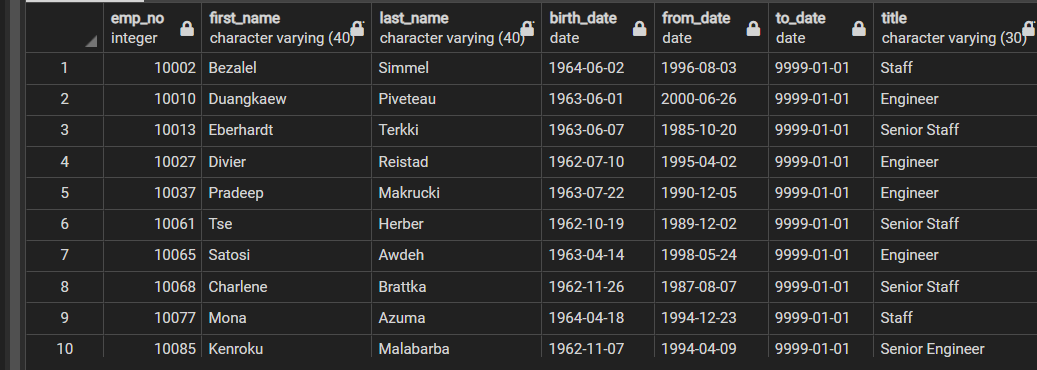 emp_no first_name last_name birth_date from_date to_date title
integer character varying (40) character varying (40) date date date character varying (30)
1 10002 Bezalel Simmel 1964-06-02 1996-08-03 9999-01-01 Staff
2 10010 Duangkaew Piveteau 1963-06-01 2000-06-26 9999-01-01 Engineer
3 10013 Eberhardt Terkki 1963-06-07 1985-10-20 9999-01-01 Senior Staff
4 10027 Divier Reistad 1962-07-10 1995-04-02 9999-01-01 Engineer
5 10037 Pradeep Makrucki 1963-07-22 1990-12-05 9999-01-01 Engineer
6 10061 Tse Herber 1962-10-19 1989-12-02 9999-01-01 Senior Staff
7 10065 Satosi Awdeh 1963-04-14 1998-05-24 9999-01-01 Engineer
8 10068 Charlene Brattka 1962-11-26 1987-08-07 9999-01-01 Senior Staff
9 10077 Mona Azuma 1964-04-18 1994-12-23 9999-01-01 Staff
10 10085 Kenroku Malabarba 1962-11-07 1994-04-09 9999-01-01 Senior Engineer